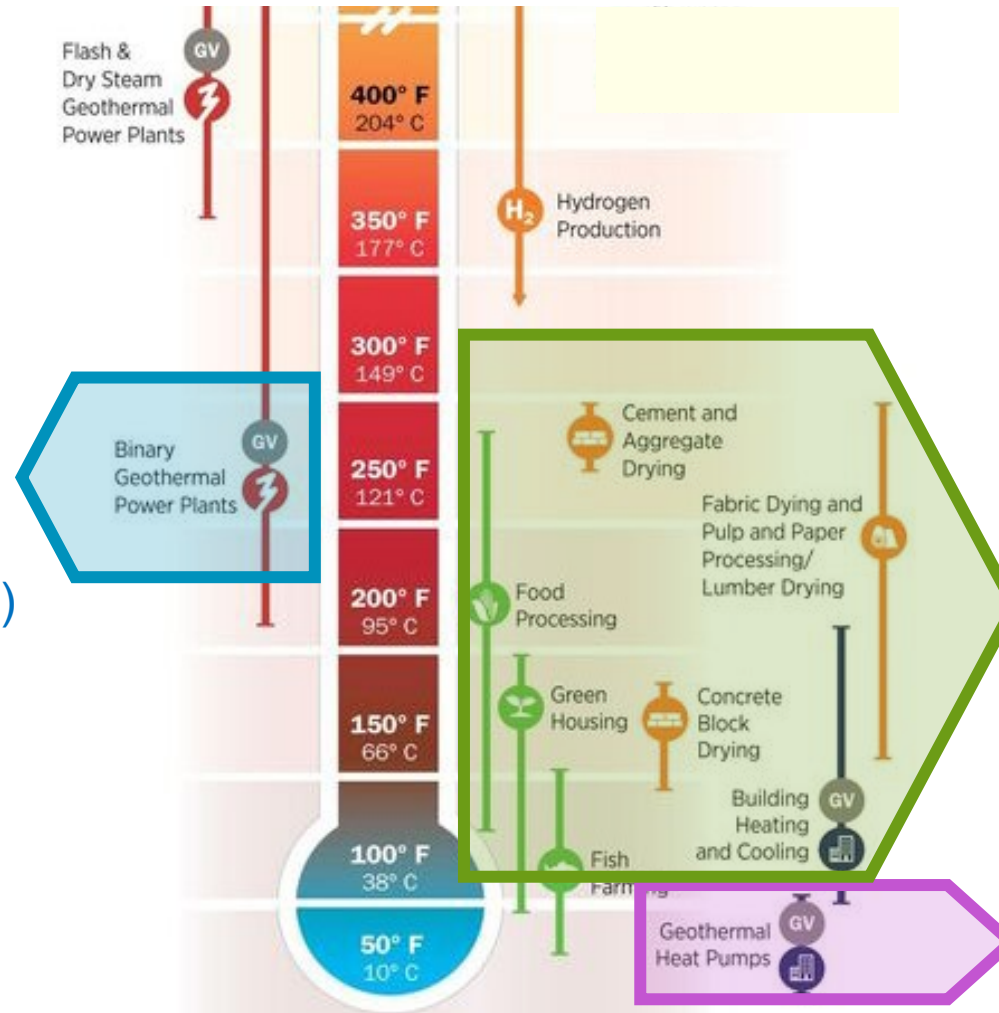 Flash &
Dry Steam
Geothermal
Power Plants
GV
400° F
204° C
350° F
177° C
H₂
Hydrogen
Production
300° F
149° C
Binary
Geothermal
Power Plants
GV
250° F
121° C
Cement and
Aggregate
Drying
Fabric Dying and
Pulp and Paper
Processing/
Lumber Drying
)
200° F
95° C
Food
Processing
150° F
66° C
Green
Housing
Concrete
Block
Drying
Building
Heating
and Cooling
GV
100° F
38° C
Fish
Farming
50° F
10° C
Geothermal
Heat Pumps
GV